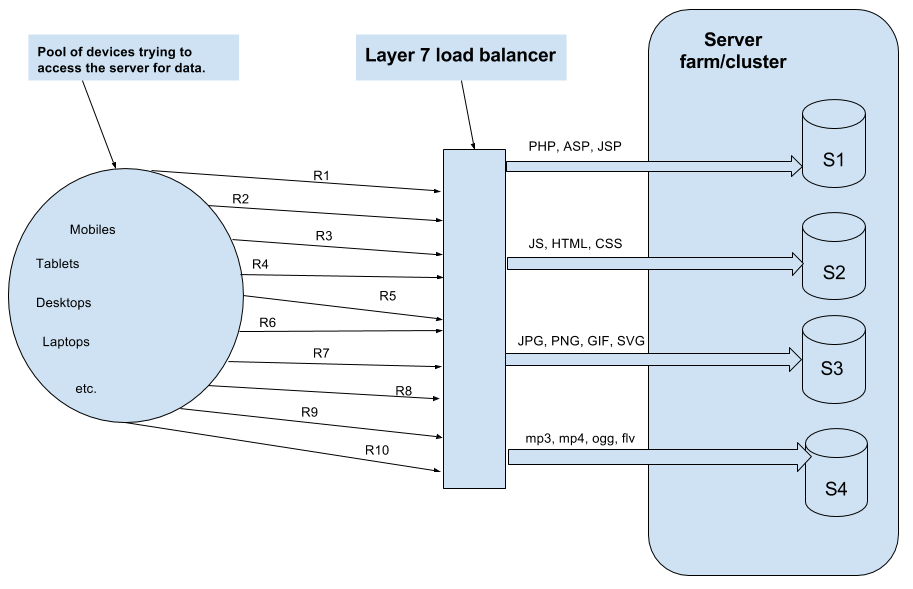 Pool of devices trying to
access the server for data.
Layer 7 load balancer
Server
farm/cluster
Mobiles
Tablets
Desktops
Laptops
etc.
R1
R2
R3
R4
R5
R6
R7
R8
R9
R10
PHP, ASP, JSP
S1
JS, HTML, CSS
S2
JPG, PNG, GIF, SVG
S3
mp3, mp4, ogg, flv
S4